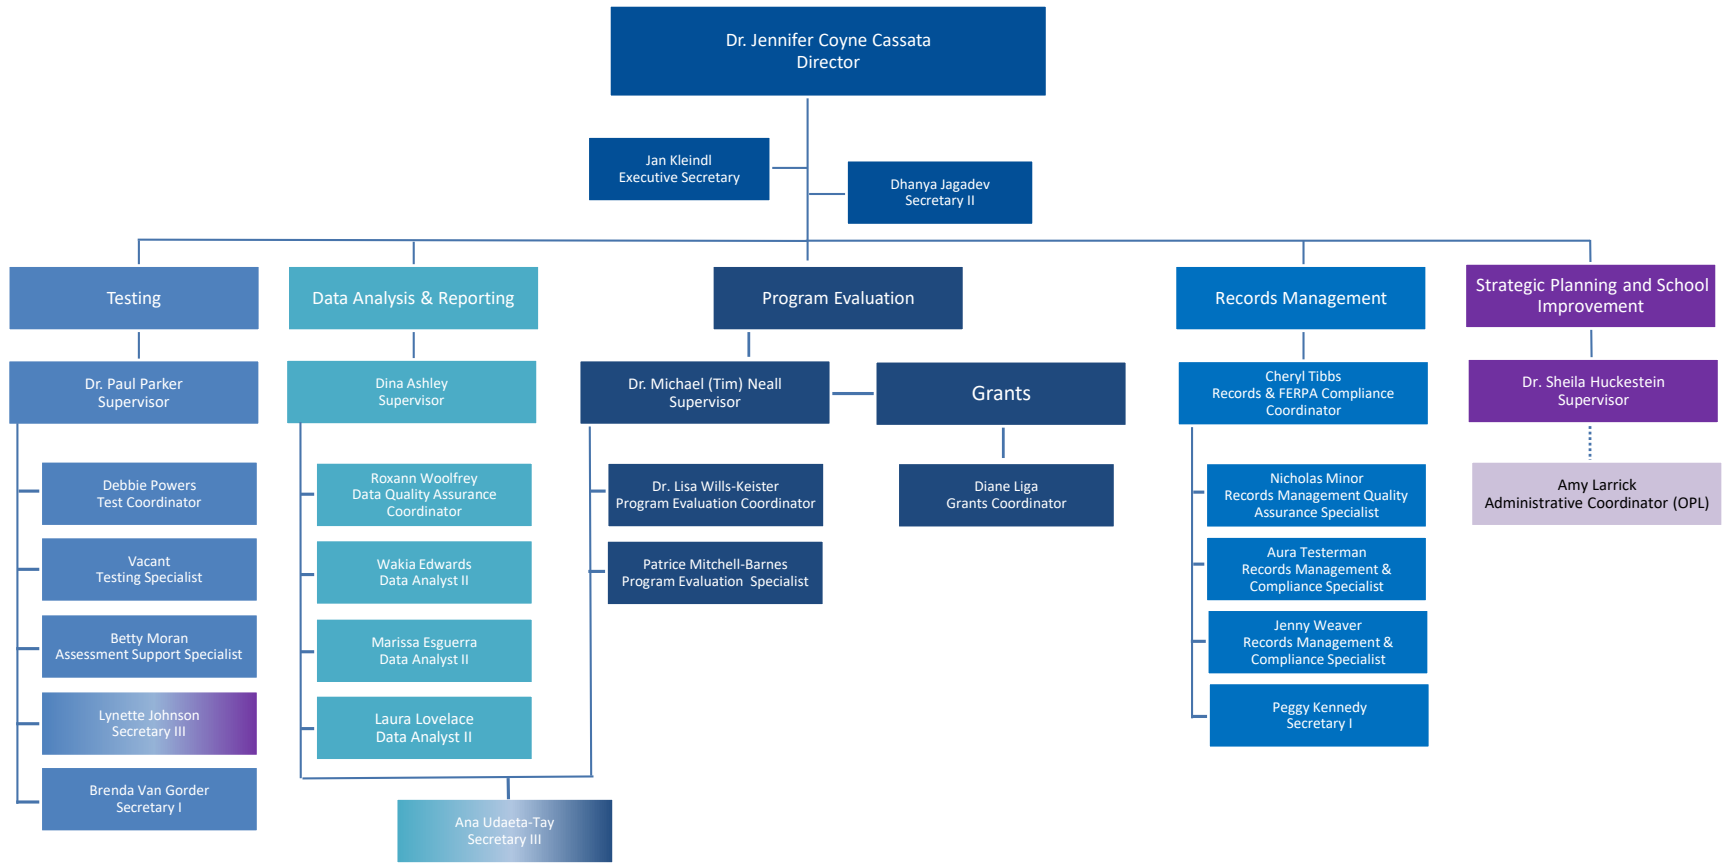 Dr. Jennifer Coyne Cassata
Director
Jan Kleindl
Executive Secretary
Dhanya Jagadev
Secretary II
Testing
Dr. Paul Parker
Supervisor
Debbie Powers
Test Coordinator
Vacant
Testing Specialist
Betty Moran
Assessment Support Specialist
Lynette Johnson
Secretary III
Brenda Van Gorder
Secretary I
Data Analysis & Reporting
Dina Ashley
Supervisor
Roxann Woolfrey
Data Quality Assurance
Coordinator
Wakia Edwards
Data Analyst II
Marissa Esguerra
Data Analyst II
Laura Lovelace
Data Analyst II
Ana Udaeta-Tay
Secretary III
Program Evaluation
Dr. Michael (Tim) Neall
Supervisor
Dr. Lisa Wills-Keister
Program Evaluation Coordinator
Patrice Mitchell-Barnes
Program Evaluation Specialist
Grants
Diane Liga
Grants Coordinator
Records Management
Cheryl Tibbs
Records & FERPA Compliance
Coordinator
Nicholas Minor
Records Management Quality
Assurance Specialist
Aura Testerman
Records Management &
Compliance Specialist
Jenny Weaver
Records Management &
Compliance Specialist
Peggy Kennedy
Secretary I
Strategic Planning and School
Improvement
Dr. Sheila Huckestein
Supervisor
Amy Larrick
Administrative Coordinator (OPL)